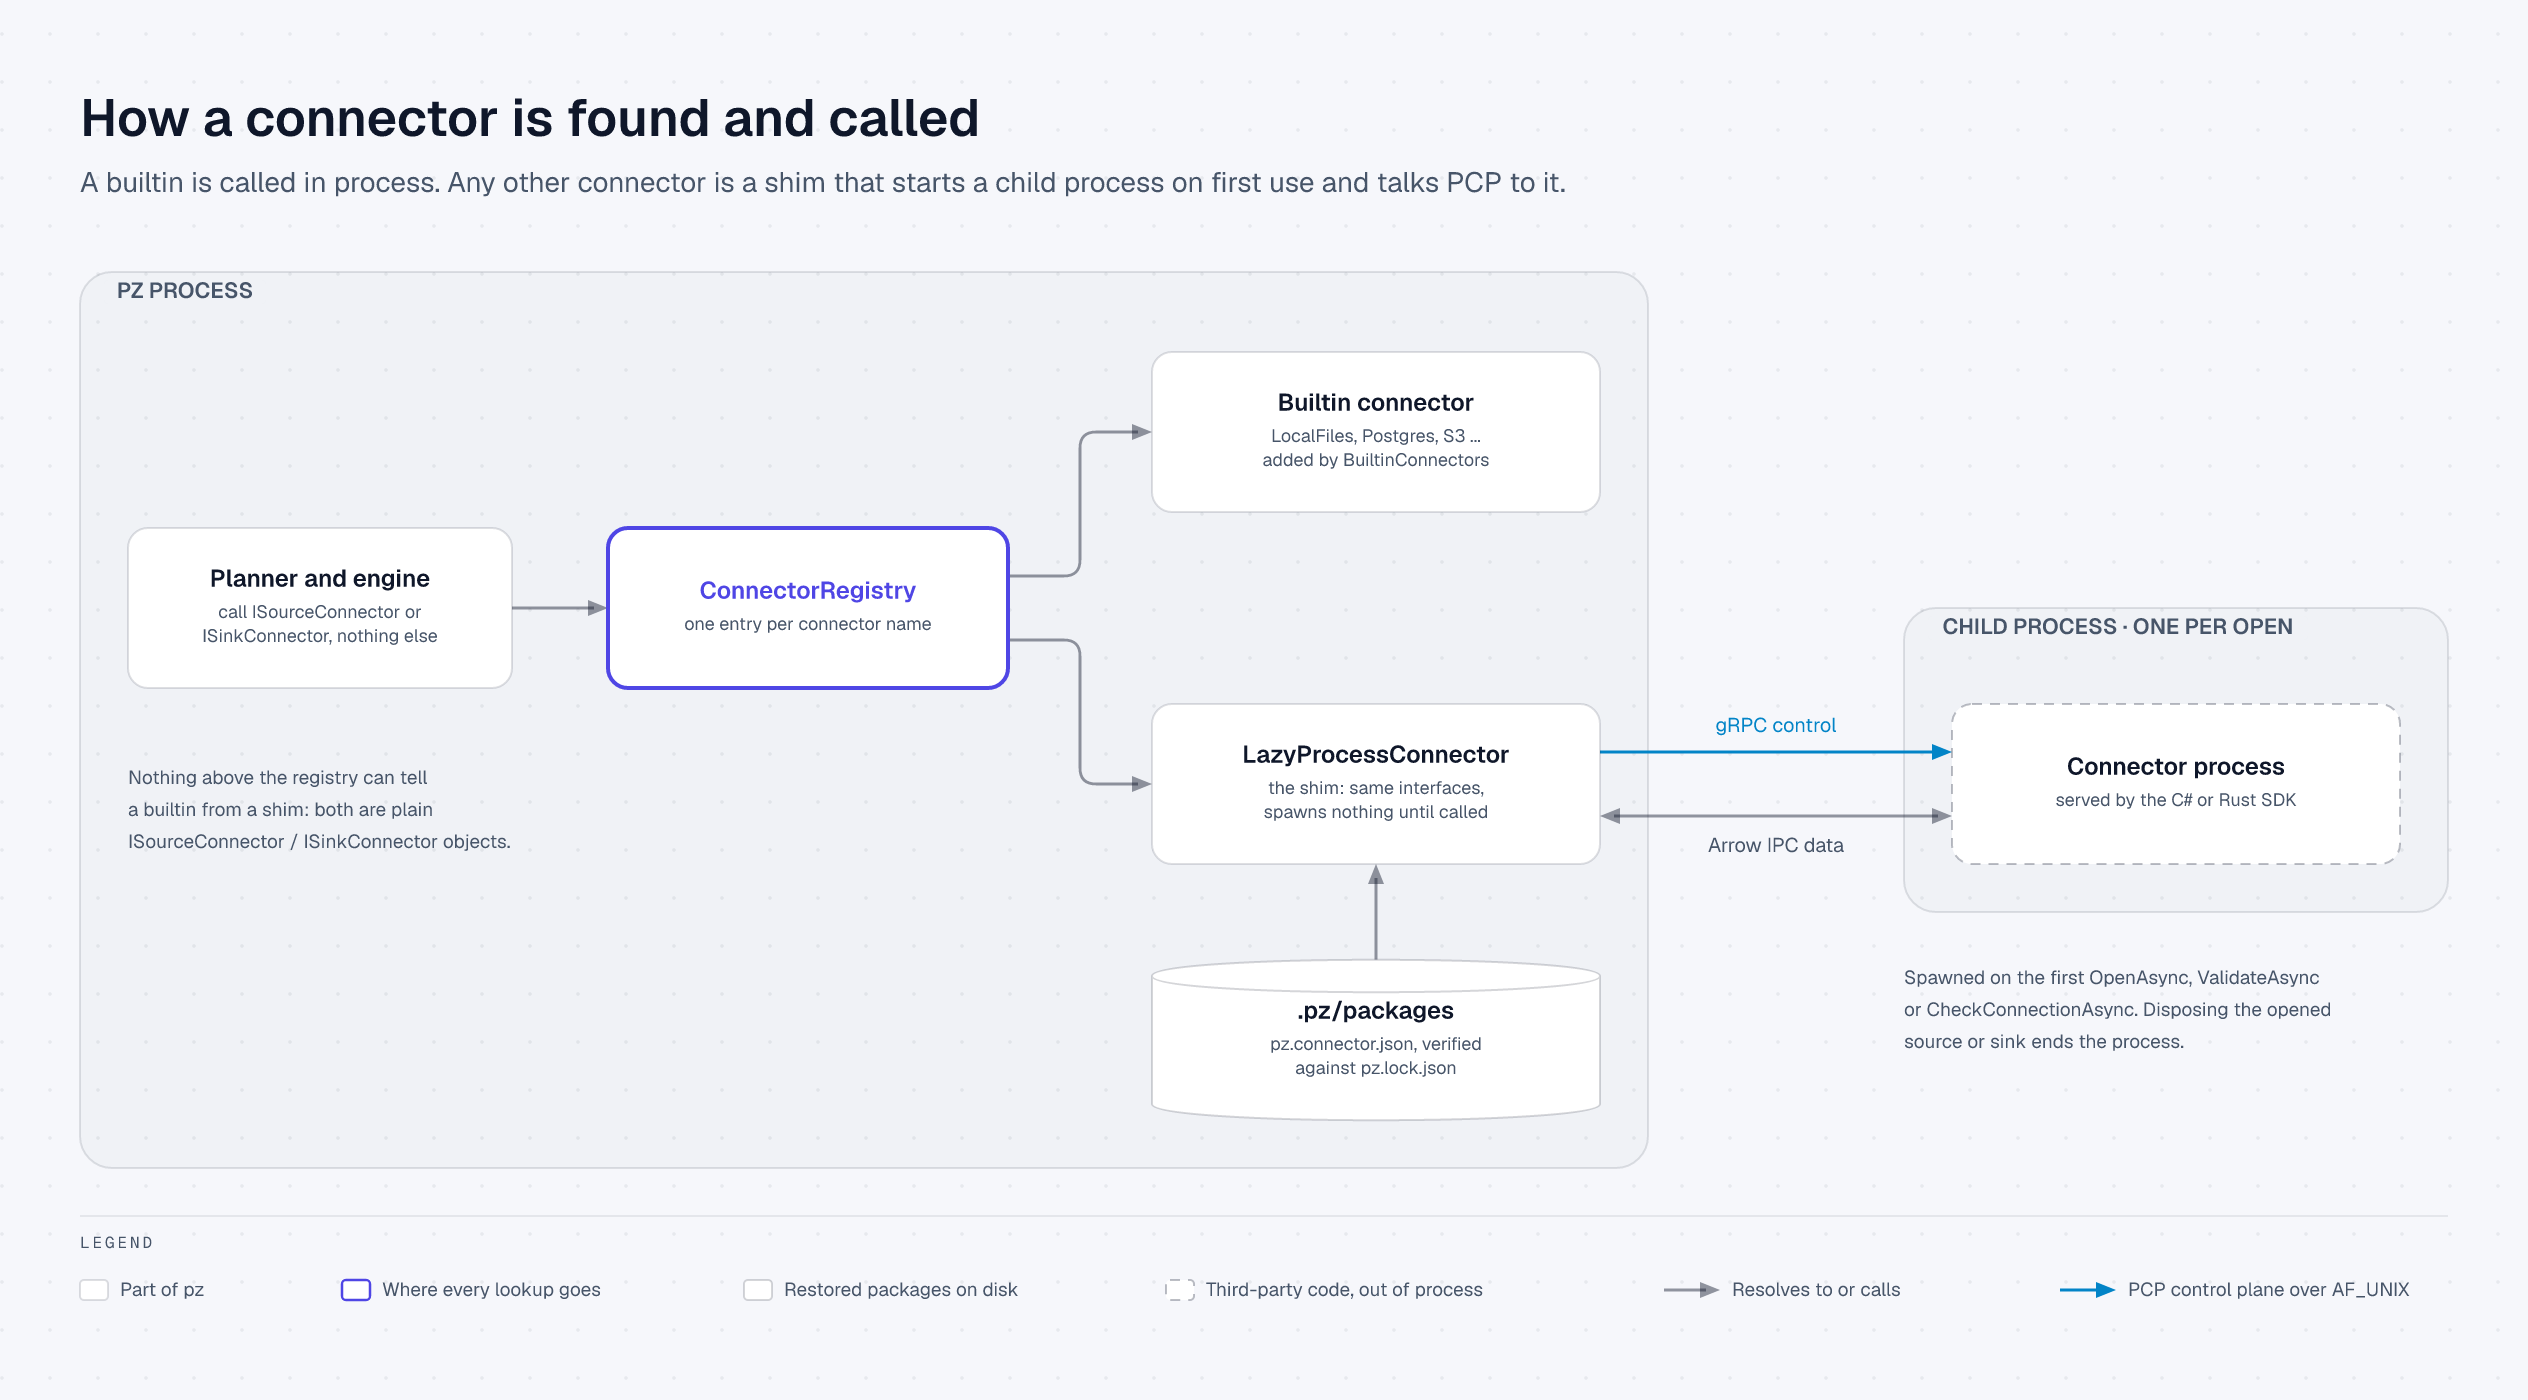 How a connector is found and called
A builtin is called in process. Any other connector is a shim that starts a child process on first use and talks PCP to it.
PZ PROCESS
Builtin connector
LocalFiles, Postgres, S3 ...
added by BuiltinConnectors
Planner and engine
call ISourceConnector or
ISinkConnector, nothing else
ConnectorRegistry
one entry per connector name
Nothing above the registry can tell
a builtin from a shim: both are plain
ISourceConnector / ISinkConnector objects.
LazyProcessConnector
the shim: same interfaces,
spawns nothing until called
gRPC control
Arrow IPC data
CHILD PROCESS · ONE PER OPEN
Connector process
served by the C# or Rust SDK
.pz/packages
pz.connector.json, verified
against pz.lock.json
Spawned on the first OpenAsync, ValidateAsync
or CheckConnectionAsync. Disposing the opened
source or sink ends the process.
LEGEND
Part of pz
Where every lookup goes
Restored packages on disk
Third-party code, out of process
Resolves to or calls
PCP control plane over AF_UNIX